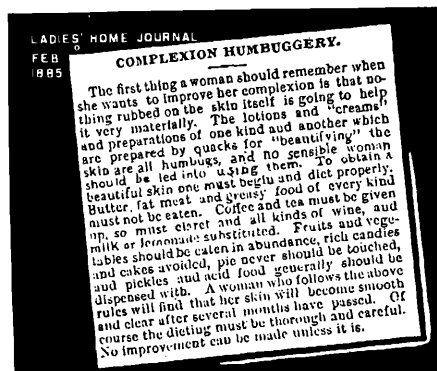 LADIES' HOME JOURNAL
FEB
1885
COMPLEXION HUMBUGGERY.
The first thing a woman should remember when
she wants to improve her complexion is that no-
thing rubbed on the skin itself is going to help
it very materially. The lotions and "creams"
and preparations of one kind and another which
are prepared by quacks for "beautifying" the
skin are all humbugs, and no sensible woman
should be led into using them. To obtain a
beautiful skin one must begin and diet properly.
Butter, fat meat and greasy food of every kind
must not be eaten. Coffee and tea must be given
up, so must claret and all kinds of wine, and
milk or lemonade substituted. Fruits and vege-
tables should be eaten in abundance, rich candies
and cakes avoided, pie never should be touched,
and pickles and acid food generally should be
dispensed with. A woman who follows the above
rules will find that her skin will become smooth
and clear after several months have passed. Of
course the dieting must be thorough and careful.
No improvement can be made unless it is.